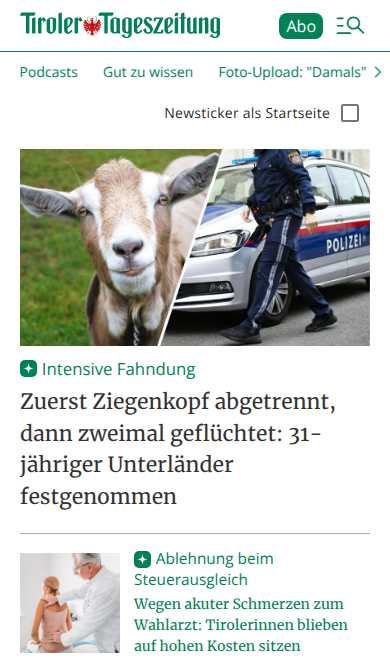 Tiroler Tageszeitung
Abo
Podcasts Gut zu wissen Foto-Upload: "Damals"
Newsticker als Startseite
POLIZEI
Intensive Fahndung
Zuerst Ziegenkopf abgetrennt,
dann zweimal geflüchtet: 31-
jähriger Unterländer
festgenommen
Ablehnung beim
Steuerausgleich
Wegen akuter Schmerzen zum
Wahlarzt: Tirolerinnen blieben
auf hohen Kosten sitzen